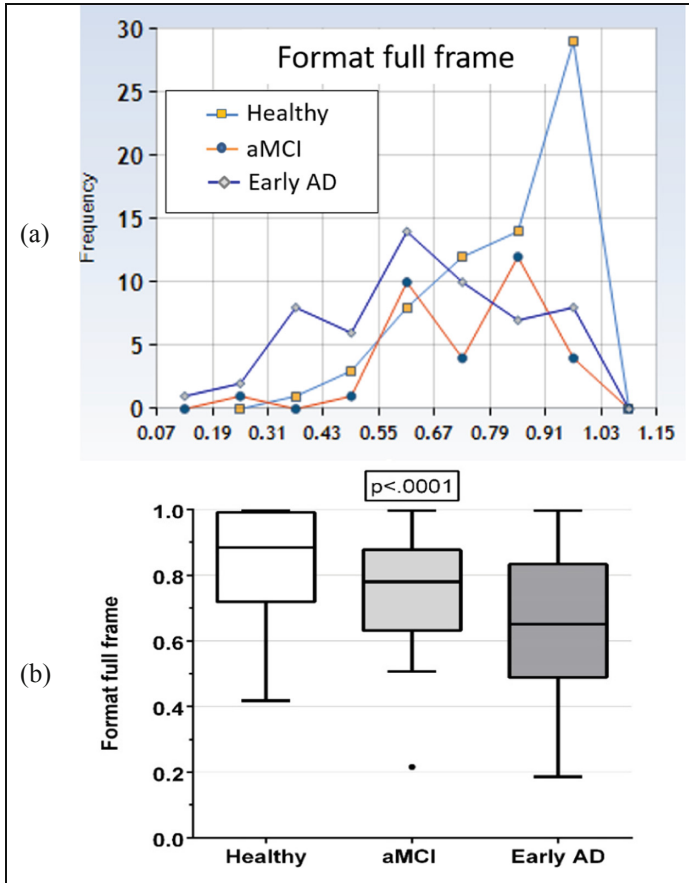 (a)
Format full frame
Frequency
30
25
20
15
10
5
0
Healthy
aMCI
Early AD
0.07 0.19 0.31 0.43 0.55 0.67 0.79 0.91 1.03 1.15
(b)
p<.0001
Format full frame
1.0
0.8
0.6
0.4
0.2
0.0
Healthy aMCI Early AD